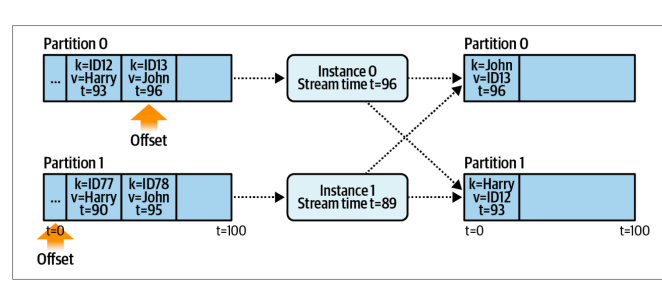 Partition 0
...
k=ID12
v=Harry
t=93
k=ID13
v=John
t=96
Offset
Instance 0
Stream time t=96
Partition 0
k=John
v=ID13
t=96
Partition 1
...
k=ID77
v=Harry
t=90
k=ID78
v=John
t=95
t=0
t=100
Offset
Instance 1
Stream time t=89
Partition 1
k=Harry
v=ID12
t=93
t=0
t=100